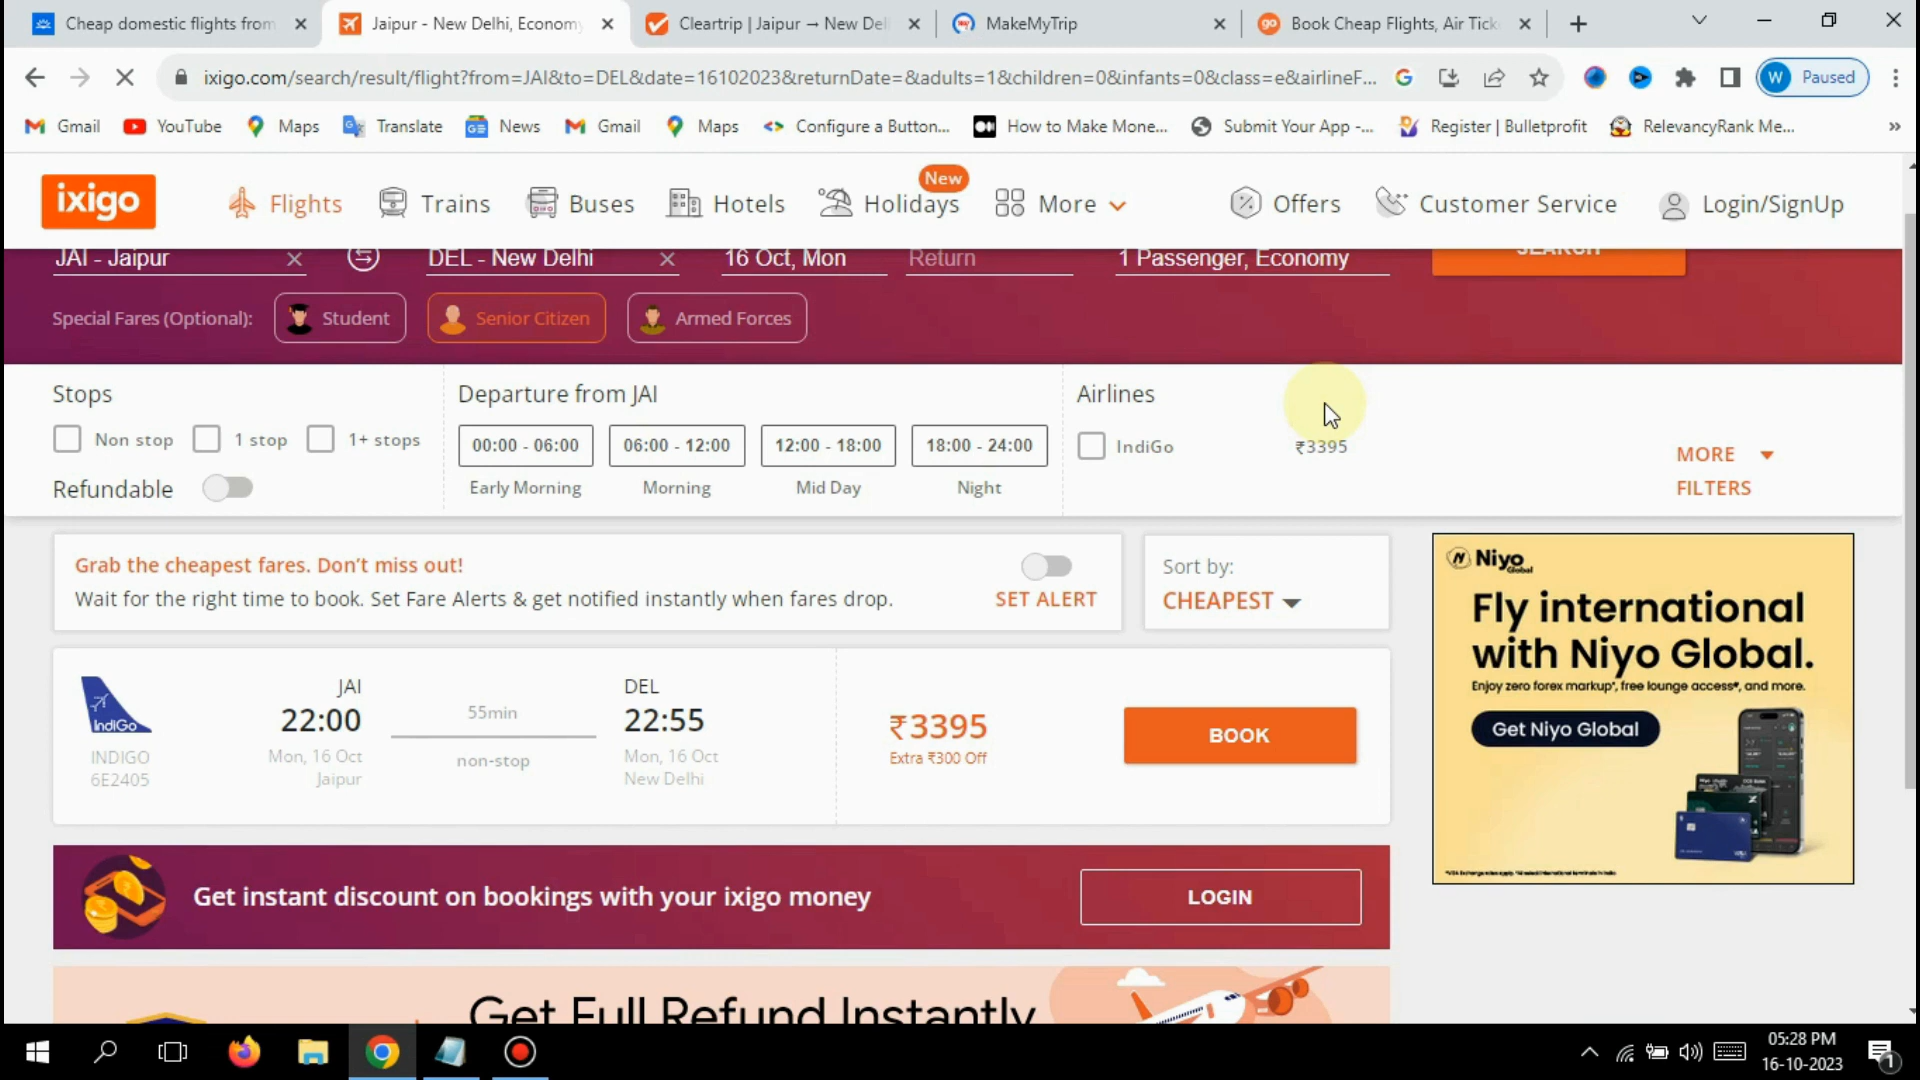 Cheap domestic flights from
Jaipur - New Delhi, Economy
Cleartrip | Jaipur → New Del
MakeMyTrip
Book Cheap Flights, Air Tick
ixigo.com/search/result/flight?from=JAI&to=DEL&date=16102023&returnDate=&adults=1&children=0&infants=0&class=e&airlineF...
W Paused
Gmail
YouTube
Maps
Translate
News
Gmail
Maps
Configure a Button...
How to Make Mone...
Submit Your App -...
Register | Bulletprofit
RelevancyRank Me...
ixigo
Flights
Trains
Buses
Hotels
New
Holidays
More
Offers
Customer Service
Login/SignUp
JAI - Jaipur
DEL - New Delhi
16 Oct, Mon
Return
1 Passenger, Economy
SEARCH
Special Fares (Optional):
Student
Senior Citizen
Armed Forces
Stops
Non stop
1 stop
1+ stops
Refundable
Departure from JAI
00:00 - 06:00
06:00 - 12:00
12:00 - 18:00
18:00 - 24:00
Early Morning
Morning
Mid Day
Night
Airlines
IndiGo
₹3395
MORE
FILTERS
Grab the cheapest fares. Don't miss out!
Wait for the right time to book. Set Fare Alerts & get notified instantly when fares drop.
SET ALERT
Sort by:
CHEAPEST
IndiGo
INDIGO
6E2405
JAI
22:00
Mon, 16 Oct
Jaipur
55min
non-stop
DEL
22:55
Mon, 16 Oct
New Delhi
₹3395
Extra ₹300 Off
BOOK
Niyo
Global
Fly international
with Niyo Global.
Enjoy zero forex markup*, free lounge access*, and more.
Get Niyo Global
Get instant discount on bookings with your ixigo money
LOGIN
Get Full Refund Instantly
05:28 PM
16-10-2023
1